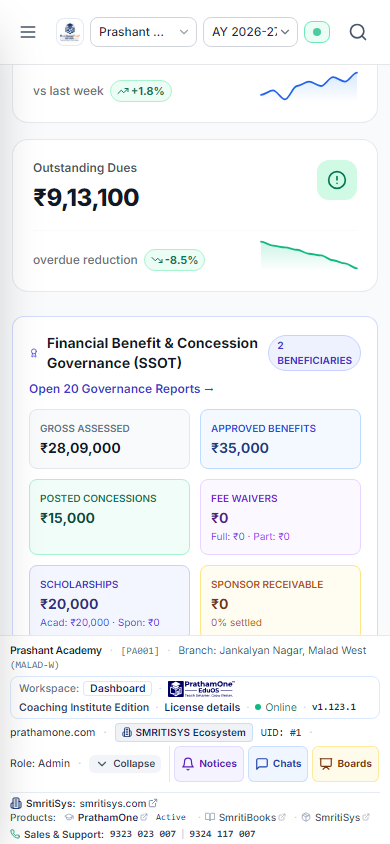 Prashant ...
AY 2026-27
vs last week +1.8%
Outstanding Dues
₹9,13,100
overdue reduction -8.5%
Financial Benefit & Concession
Governance (SSOT)
2
BENEFICIARIES
Open 20 Governance Reports →
GROSS ASSESSED
₹28,09,000
APPROVED BENEFITS
₹35,000
POSTED CONCESSIONS
₹15,000
FEE WAIVERS
₹0
Full: ₹0 · Part: ₹0
SCHOLARSHIPS
₹20,000
Acad: ₹20,000 · Spon: ₹0
SPONSOR RECEIVABLE
₹0
0% settled
Prashant Academy · [PA001] · Branch: Jankalyan Nagar, Malad West
(MALAD-W)
Workspace: Dashboard · PrathamOne
EduOS
Coaching Institute Edition · License details · Online · v1.123.1
prathamone.com · SMRITISYS Ecosystem UID: #1 ·
Role: Admin · Collapse Notices Chats Boards
SmritiSys: smritisys.com
Products: PrathamOne Active · SmritiBooks · SmritiSys
Sales & Support: 9323 023 007 | 9324 117 007